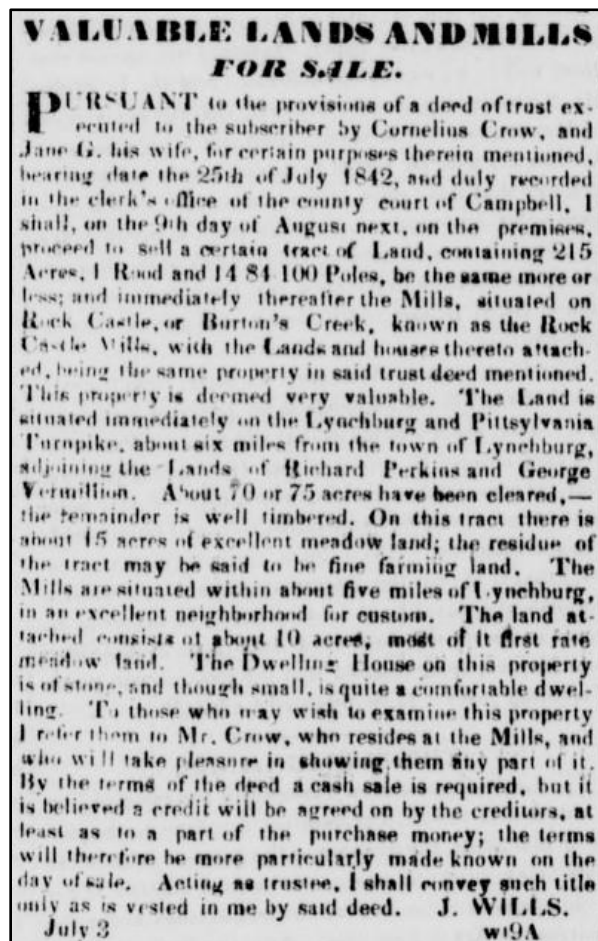 VALUABLE LANDS AND MILLS
FOR SALE.
PURSUANT to the provisions of a deed of trust ex-
ecuted to the subscriber by Cornelius Crow, and
Jane G. his wife, for certain purposes therein mentioned,
bearing date the 25th of July 1842, and duly recorded
in the clerk's office of the county court of Campbell, I
shall, on the 9th day of August next, on the premises,
proceed to sell a certain tract of Land, containing 215
Acres, 1 Rood and 14 84-100 Poles, be the same more or
less; and immediately thereafter the Mills, situated on
Rock Castle, or Burton's Creek, known as the Rock
Castle Mills, with the Lands and houses thereto attach-
ed, being the same property in said trust deed mentioned.
This property is deemed very valuable. The Land is
situated immediately on the Lynchburg and Pittsylvania
Turnpike, about six miles from the town of Lynchburg,
adjoining the Lands of Richard Perkins and George
Vermillion. About 70 or 75 acres have been cleared,—
the remainder is well timbered. On this tract there is
about 15 acres of excellent meadow land; the residue of
the tract may be said to be fine farming land. The
Mills are situated within about five miles of Lynchburg,
in an excellent neighborhood for custom. The land at-
tached consists of about 10 acres, most of it first rate
meadow land. The Dwelling House on this property
is of stone, and though small, is quite a comfortable dwel-
ling. To those who may wish to examine this property
I refer them to Mr. Crow, who resides at the Mills, and
who will take pleasure in showing them any part of it.
By the terms of the deed a cash sale is required, but it
is believed a credit will be agreed on by the creditors, at
least as to a part of the purchase money; the terms
will therefore be more particularly made known on the
day of sale. Acting as trustee, I shall convey such title
only as is vested in me by said deed. J. WILLS.
July 3 wt9A